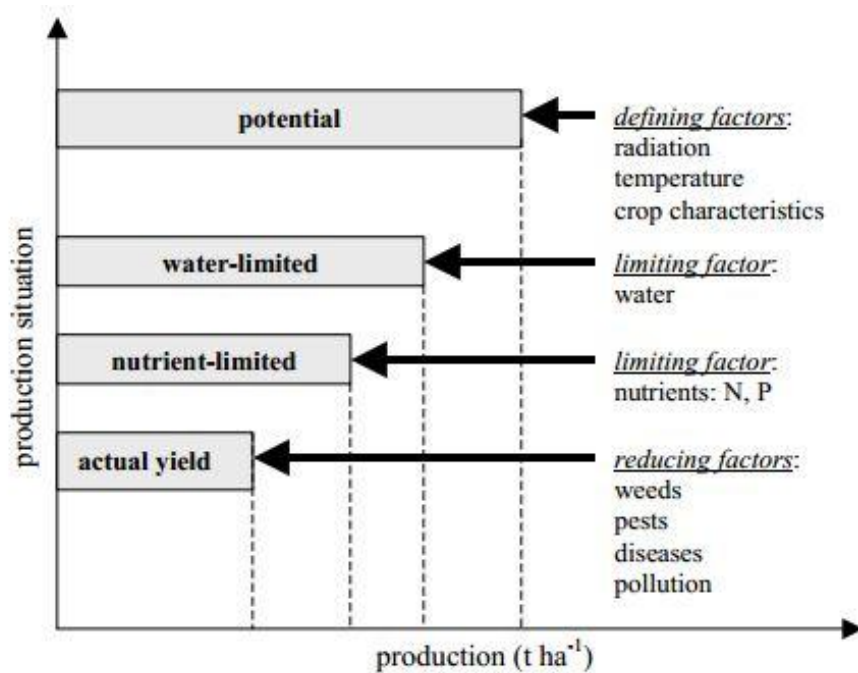 potential
defining factors:
radiation
temperature
crop characteristics
water-limited
limiting factor:
water
nutrient-limited
limiting factor:
nutrients: N, P
actual yield
reducing factors:
weeds
pests
diseases
pollution
production situation
production (t ha⁻¹)